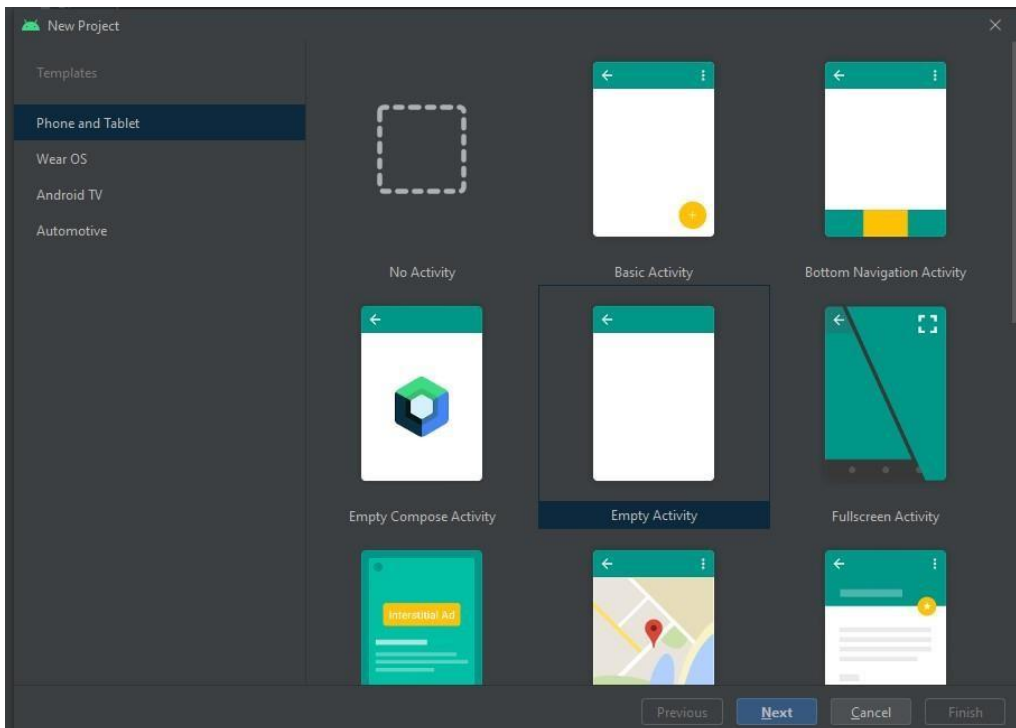 New Project
Templates
Phone and Tablet
Wear OS
Android TV
Automotive
No Activity
Basic Activity
Bottom Navigation Activity
Empty Compose Activity
Empty Activity
Fullscreen Activity
Interstitial Ad
Previous
Next
Cancel
Finish